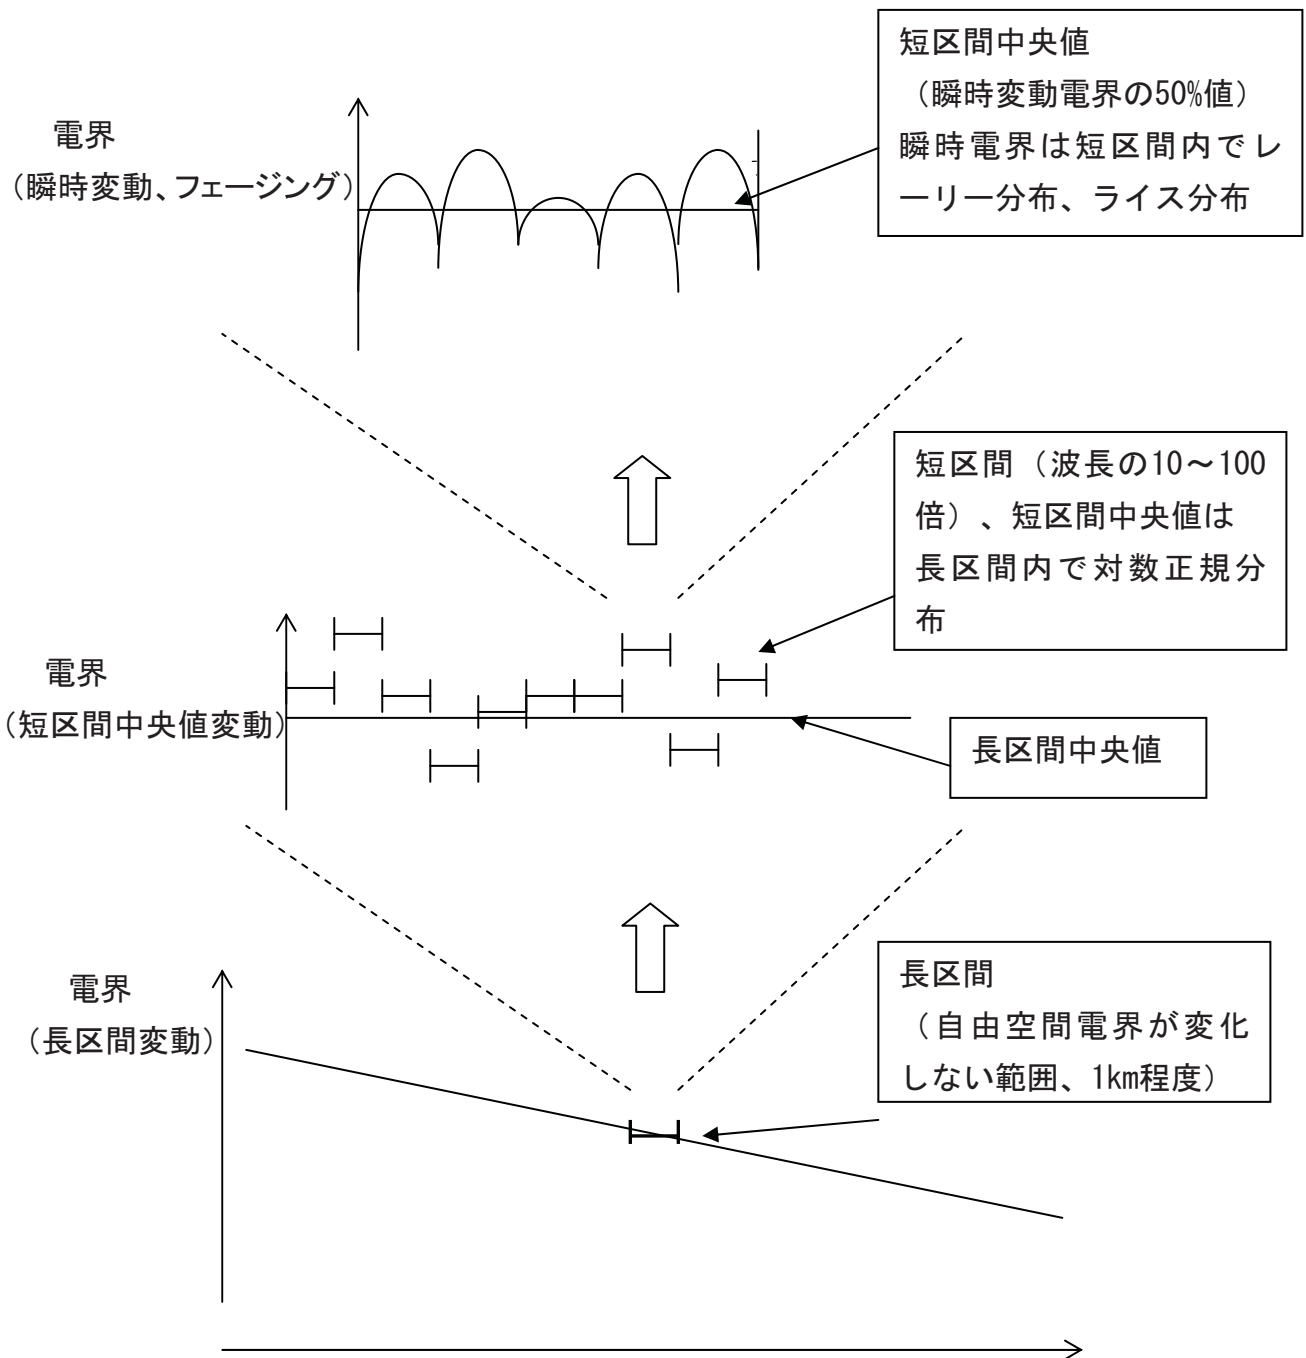 短区間中央値
（瞬時変動電界の50%値）
瞬時電界は短区間内でレ
ーリー分布、ライス分布
電界
（瞬時変動、フェージング）
短区間（波長の10～100
倍）、短区間中央値は
長区間内で対数正規分
布
電界
（短区間中央値変動）
長区間中央値
電界
（長区間変動）
長区間
（自由空間電界が変化
しない範囲、1km程度）